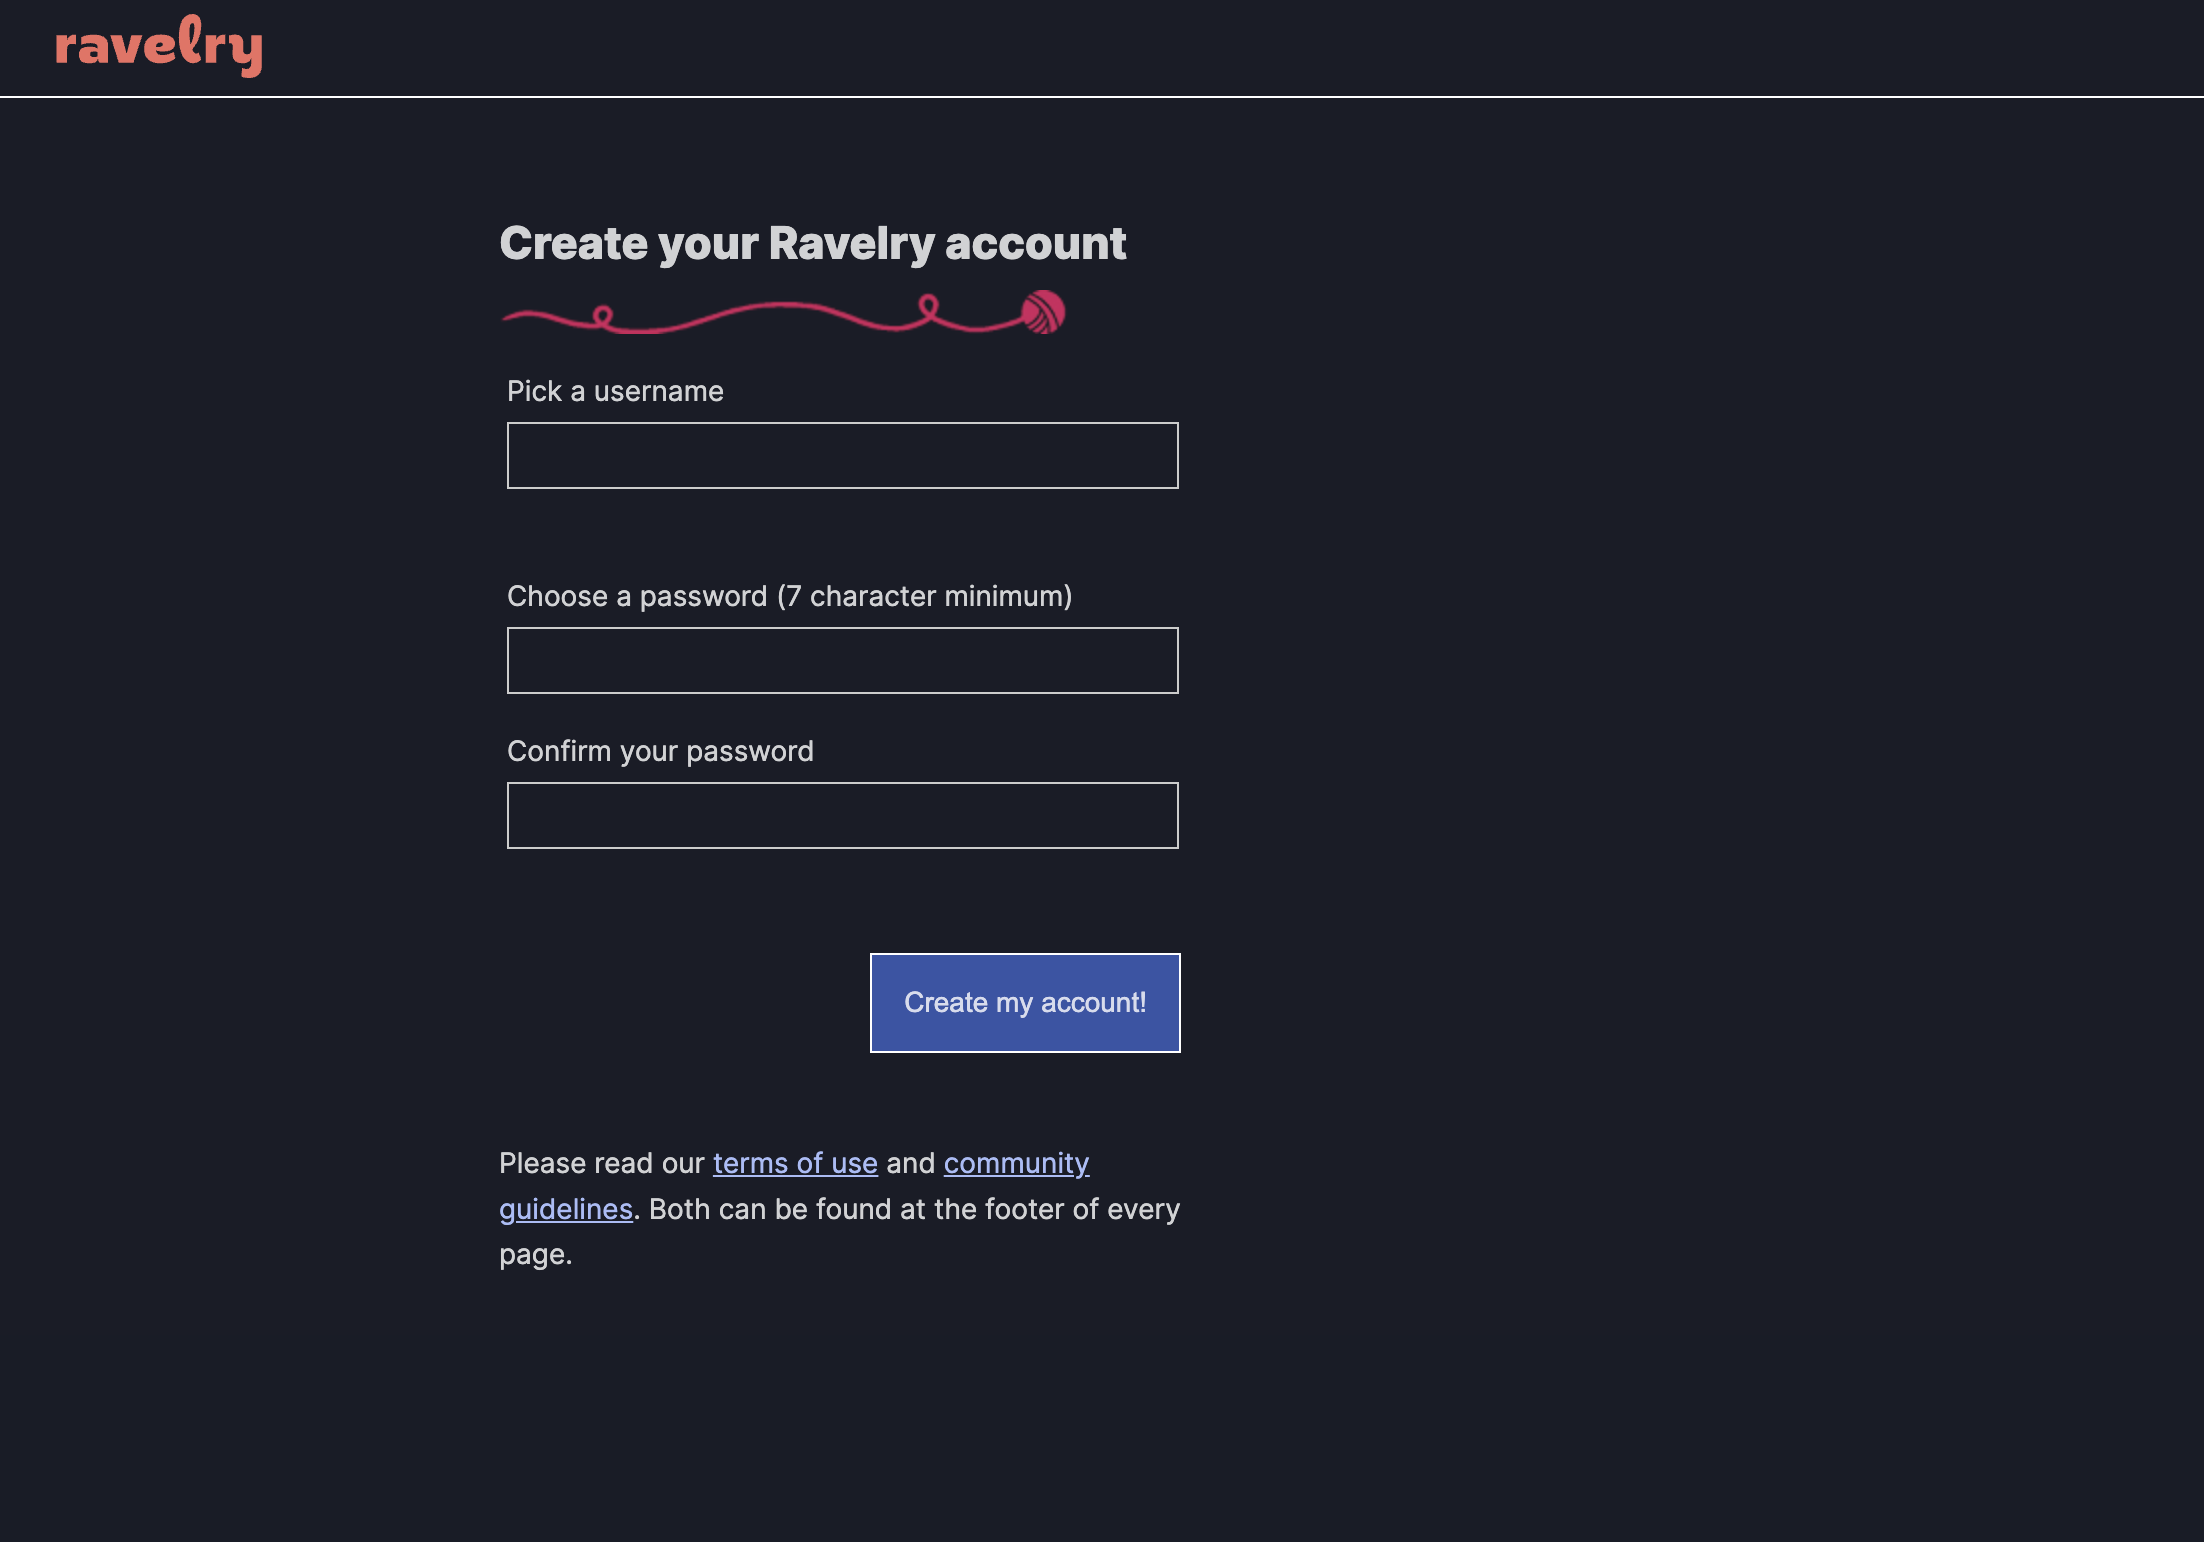 ravelry
Create your Ravelry account
Pick a username
Choose a password (7 character minimum)
Confirm your password
Create my account!
Please read our terms of use and community
guidelines. Both can be found at the footer of every
page.